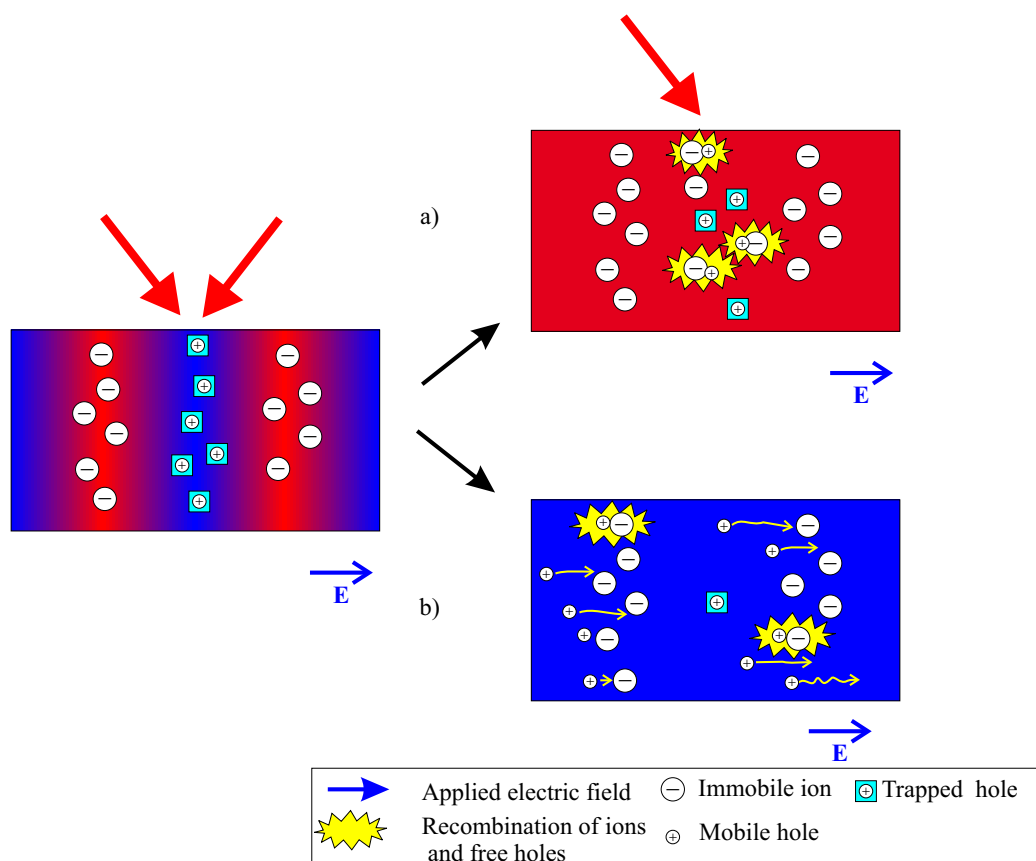 a)
E
E
b)
E
Applied electric field
Immobile ion
Trapped hole
Recombination of ions
and free holes
Mobile hole